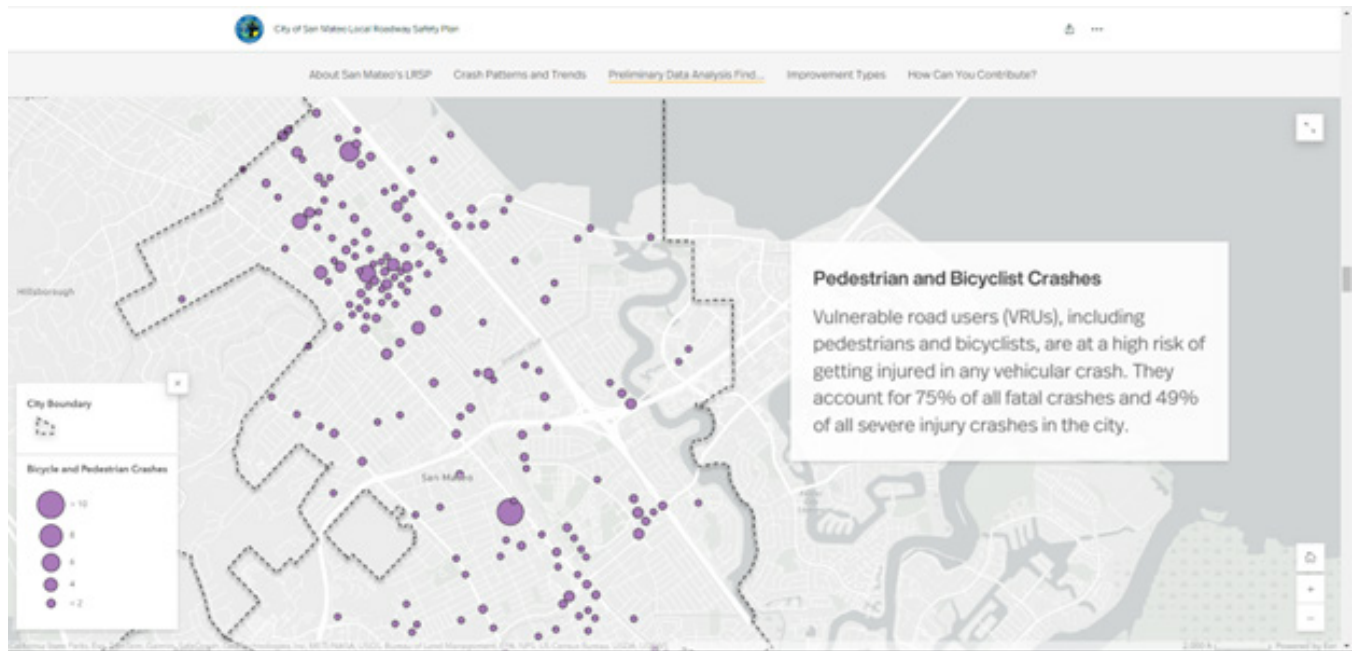 City of San Mateo Local Roadway Safety Plan
About San Mateo's LRSP Crash Patterns and Trends Preliminary Data Analysis Find... Improvement Types How Can You Contribute?
Hillsborough
Pedestrian and Bicyclist Crashes
Vulnerable road users (VRUs), including
pedestrians and bicyclists, are at a high risk of
getting injured in any vehicular crash. They
account for 75% of all fatal crashes and 49%
of all severe injury crashes in the city.
City Boundary
Bicycle and Pedestrian Crashes
> 10
8
6
4
< 2
San Mateo
Powered by Esri